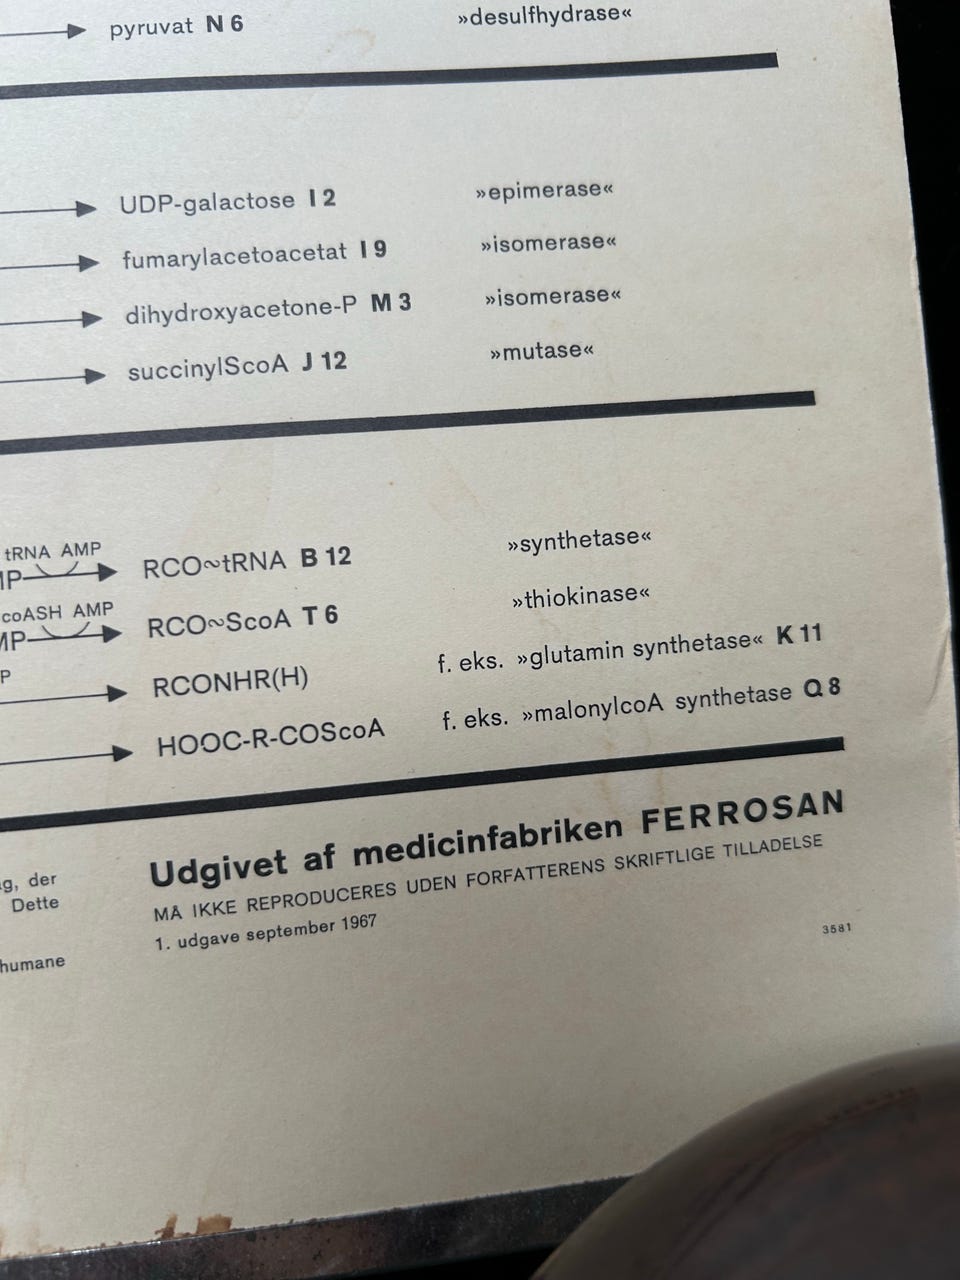 pyruvat N 6 »desulfhydrase«
UDP-galactose I 2 »epimerase«
fumarylacetoacetat I 9 »isomerase«
dihydroxyacetone-P M 3 »isomerase«
succinylScoA J 12 »mutase«
tRNA AMP
RCO~tRNA B 12 »synthetase«
coASH AMP
RCO~ScoA T 6 »thiokinase«
RCONHR(H) f. eks. »glutamin synthetase« K 11
HOOC-R-COScoA f. eks. »malonylcoA synthetase Q 8
Udgivet af medicinfabriken FERROSAN
MÅ IKKE REPRODUCERES UDEN FORFATTERENS SKRIFTLIGE TILLADELSE
1. udgave september 1967
3581
der
Dette
humane